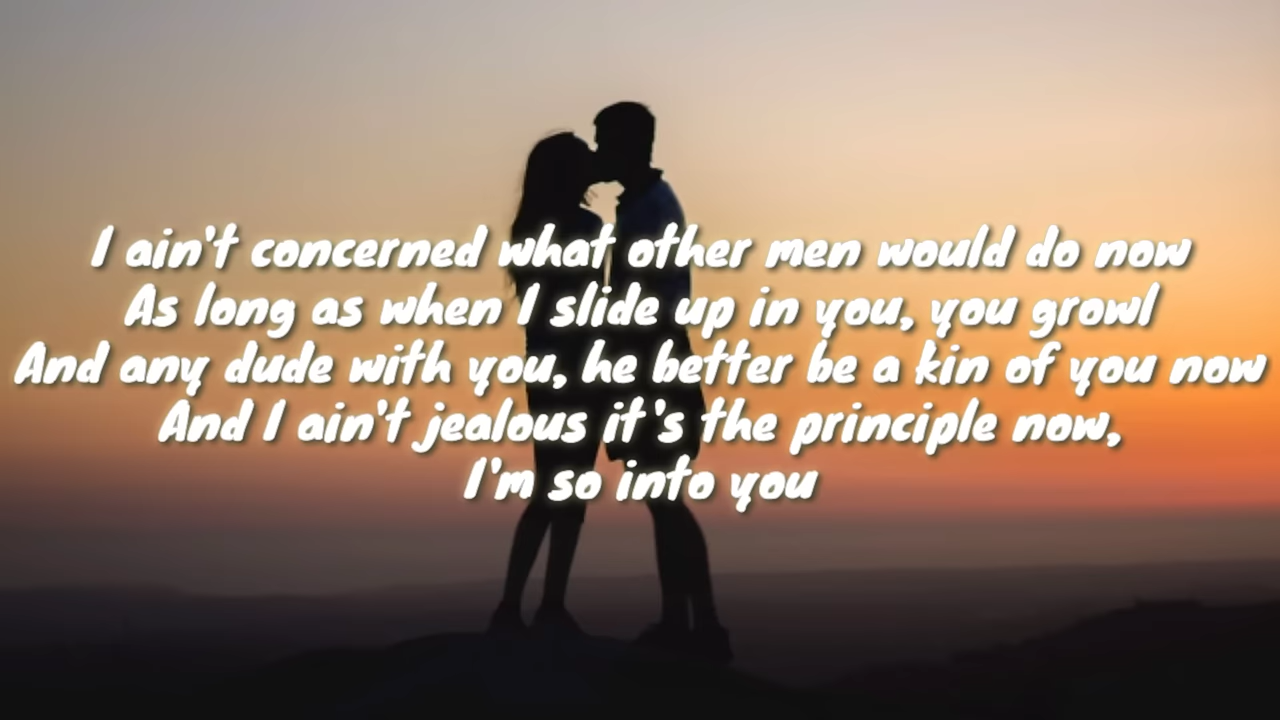 I ain't concerned what other men would do now
As long as when I slide up in you, you growl
And any dude with you, he better be a kin of you now
And I ain't jealous it's the principle now,
I'm so into you